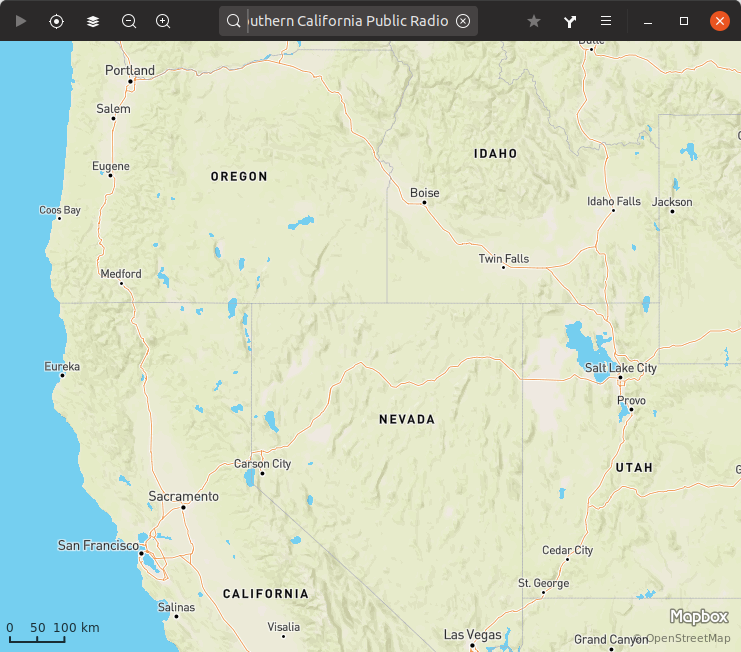 uthern California Public Radio
Portland
Salem
IDAHO
Eugene
OREGON
Boise
Idaho Falls
Jackson
Coos Bay
Twin Falls
Medford
Eureka
Salt Lake City
Provo
NEVADA
Carson City
UTAH
Sacramento
San Francisco
Cedar City
St. George
CALIFORNIA
Salinas
Mapbox
0 50 100 km
Visalia
Las Vegas
Grand Canyon
© OpenStreetMap